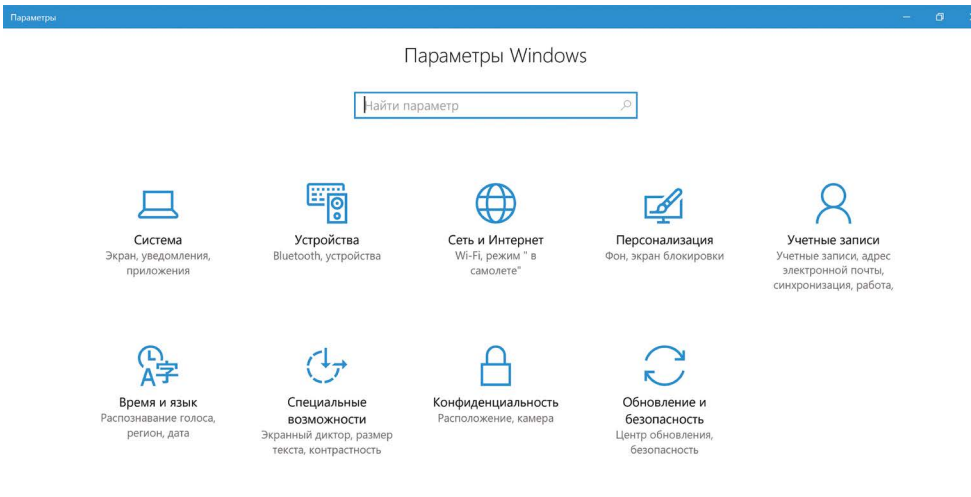 Параметры
Параметры Windows
Найти параметр
Система
Экран, уведомления,
приложения
Устройства
Bluetooth, устройства
Сеть и Интернет
Wi-Fi, режим " в
самолете"
Персонализация
Фон, экран блокировки
Учетные записи
Учетные записи, адрес
электронной почты,
синхронизация, работа,
Время и язык
Распознавание голоса,
регион, дата
Специальные
возможности
Экранный диктор, размер
текста, контрастность
Конфиденциальность
Расположение, камера
Обновление и
безопасность
Центр обновления,
безопасность